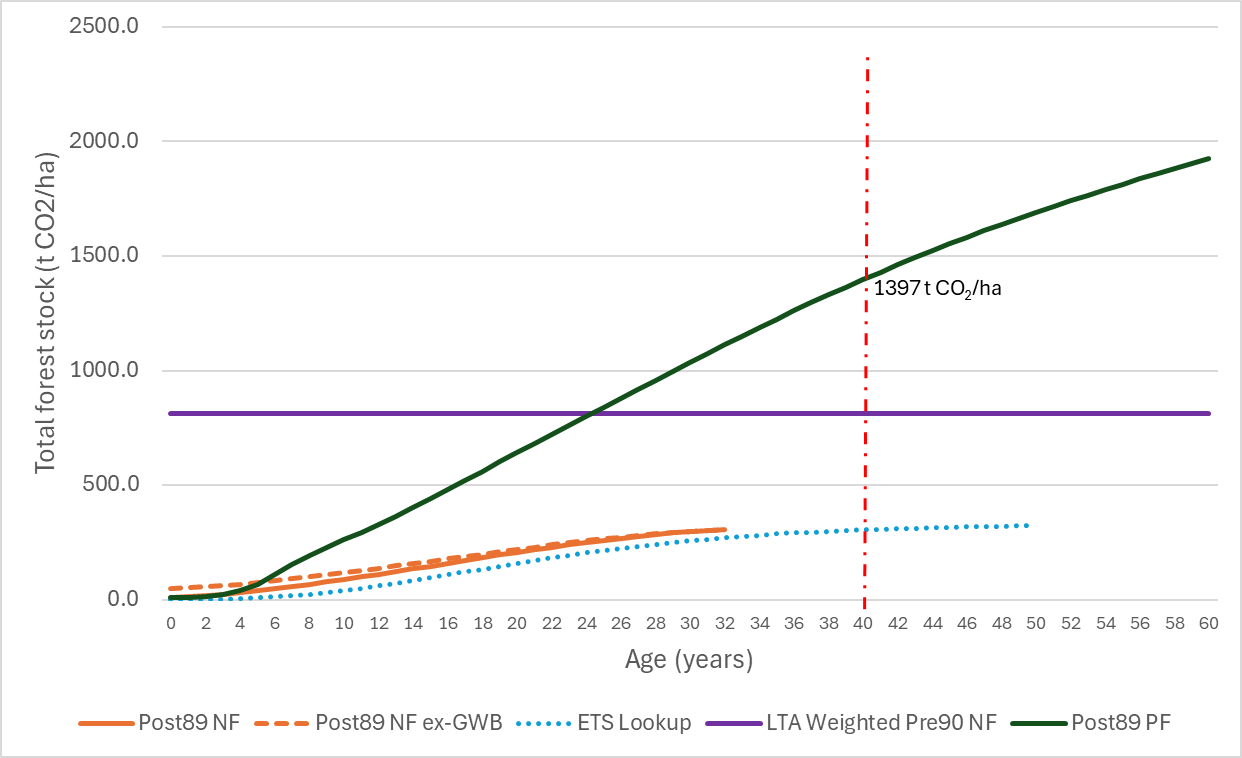 2500.0
2000.0
1500.0
1000.0
500.0
0.0
Total forest stock (t CO2/ha)
1397 t CO₂/ha
0 2 4 6 8 10 12 14 16 18 20 22 24 26 28 30 32 34 36 38 40 42 44 46 48 50 52 54 56 58 60
Age (years)
Post89 NF Post89 NF ex-GWB ETS Lookup LTA Weighted Pre90 NF Post89 PF